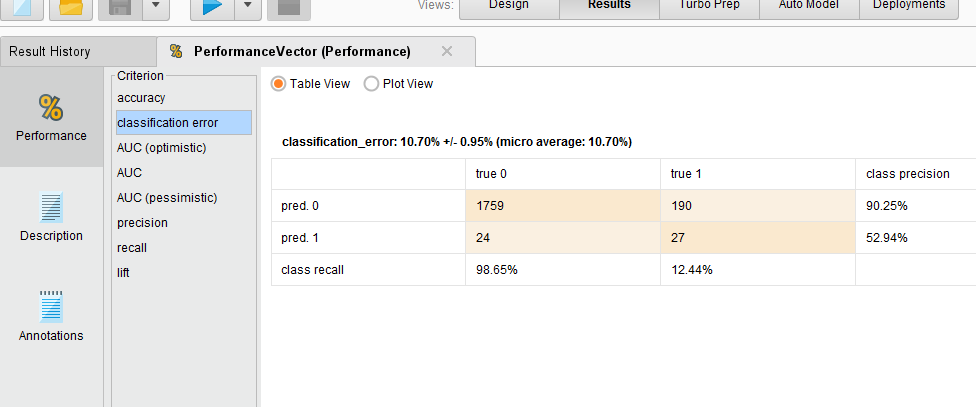 Views: Design Results Turbo Prep Auto Model Deployments
Result History
PerformanceVector (Performance)
%
Performance
Description
Annotations
Criterion
accuracy
classification error
AUC (optimistic)
AUC
AUC (pessimistic)
precision
recall
lift
Table View Plot View
classification_error: 10.70% +/- 0.95% (micro average: 10.70%)
true 0 true 1 class precision
pred. 0 1759 190 90.25%
pred. 1 24 27 52.94%
class recall 98.65% 12.44%